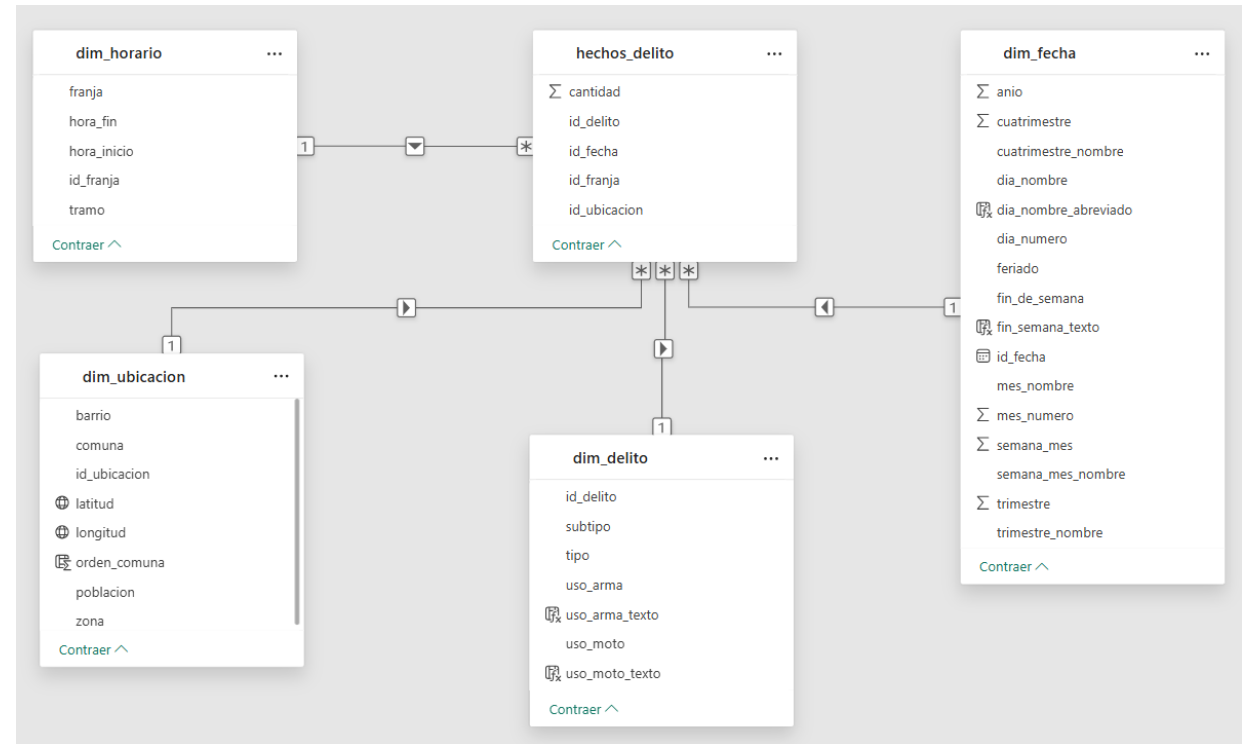 dim_horario ...
franja
hora_fin
hora_inicio
id_franja
tramo
Contraer
hechos_delito ...
Σ cantidad
id_delito
id_fecha
id_franja
id_ubicacion
Contraer
dim_fecha ...
Σ anio
Σ cuatrimestre
cuatrimestre_nombre
dia_nombre
dia_nombre_abreviado
dia_numero
feriado
fin_de_semana
fin_semana_texto
id_fecha
mes_nombre
Σ mes_numero
Σ semana_mes
semana_mes_nombre
Σ trimestre
trimestre_nombre
Contraer
1 *
* * *
1
1
1
dim_ubicacion ...
barrio
comuna
id_ubicacion
latitud
longitud
orden_comuna
poblacion
zona
Contraer
dim_delito ...
id_delito
subtipo
tipo
uso_arma
uso_arma_texto
uso_moto
uso_moto_texto
Contraer